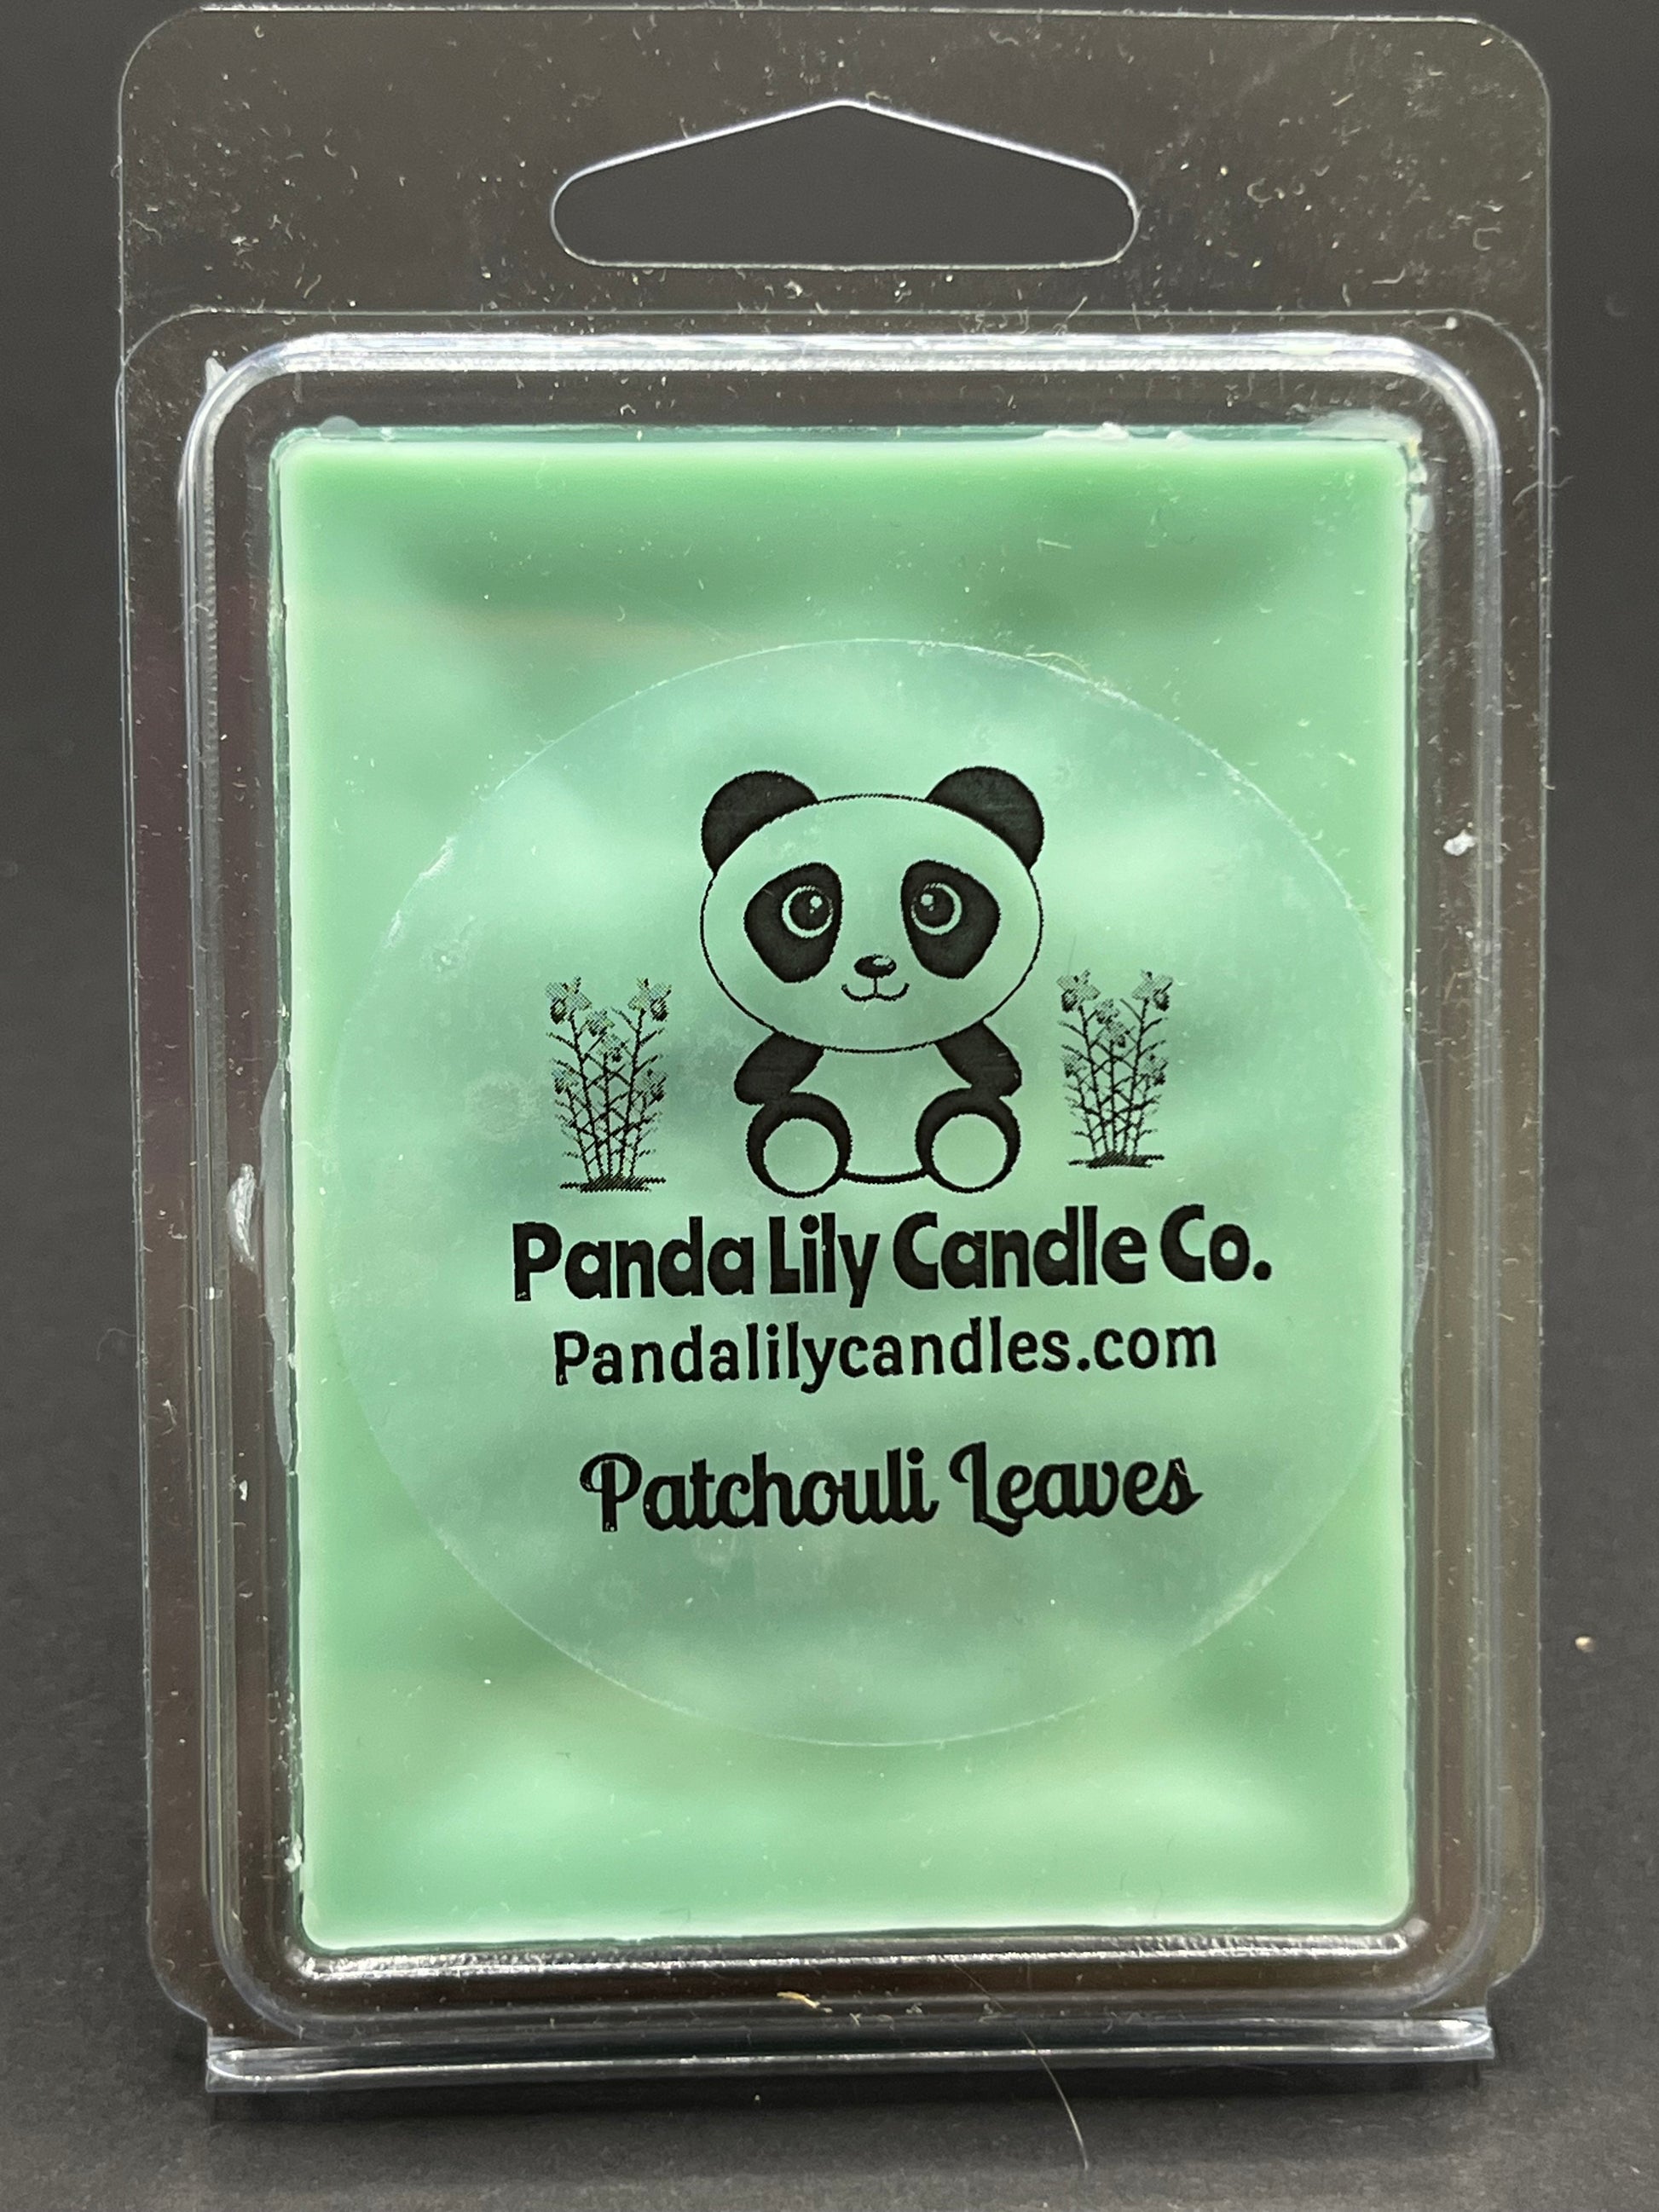 Panda Lily Candle Co.
Pandalilycandles.com
Patchouli Leaves